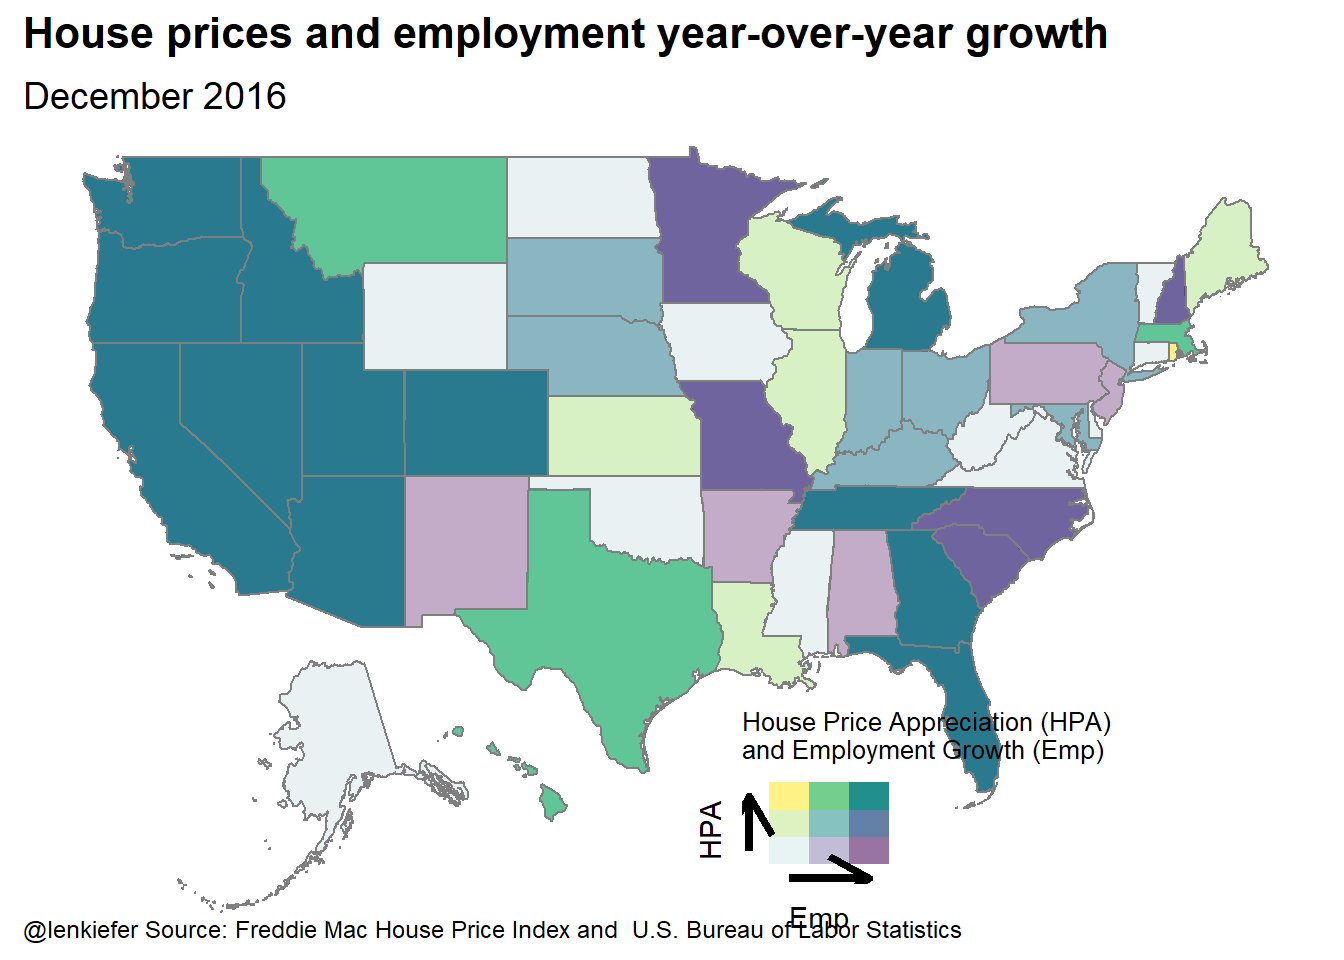 House prices and employment year-over-year growth
December 2016
House Price Appreciation (HPA)
and Employment Growth (Emp)
HPA
Emp
@lenkiefer Source: Freddie Mac House Price Index and  U.S. Bureau of Labor Statistics